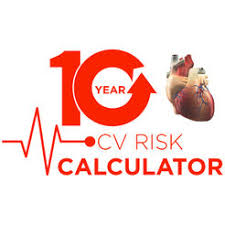 10
YEAR
CV RISK
CALCULATOR